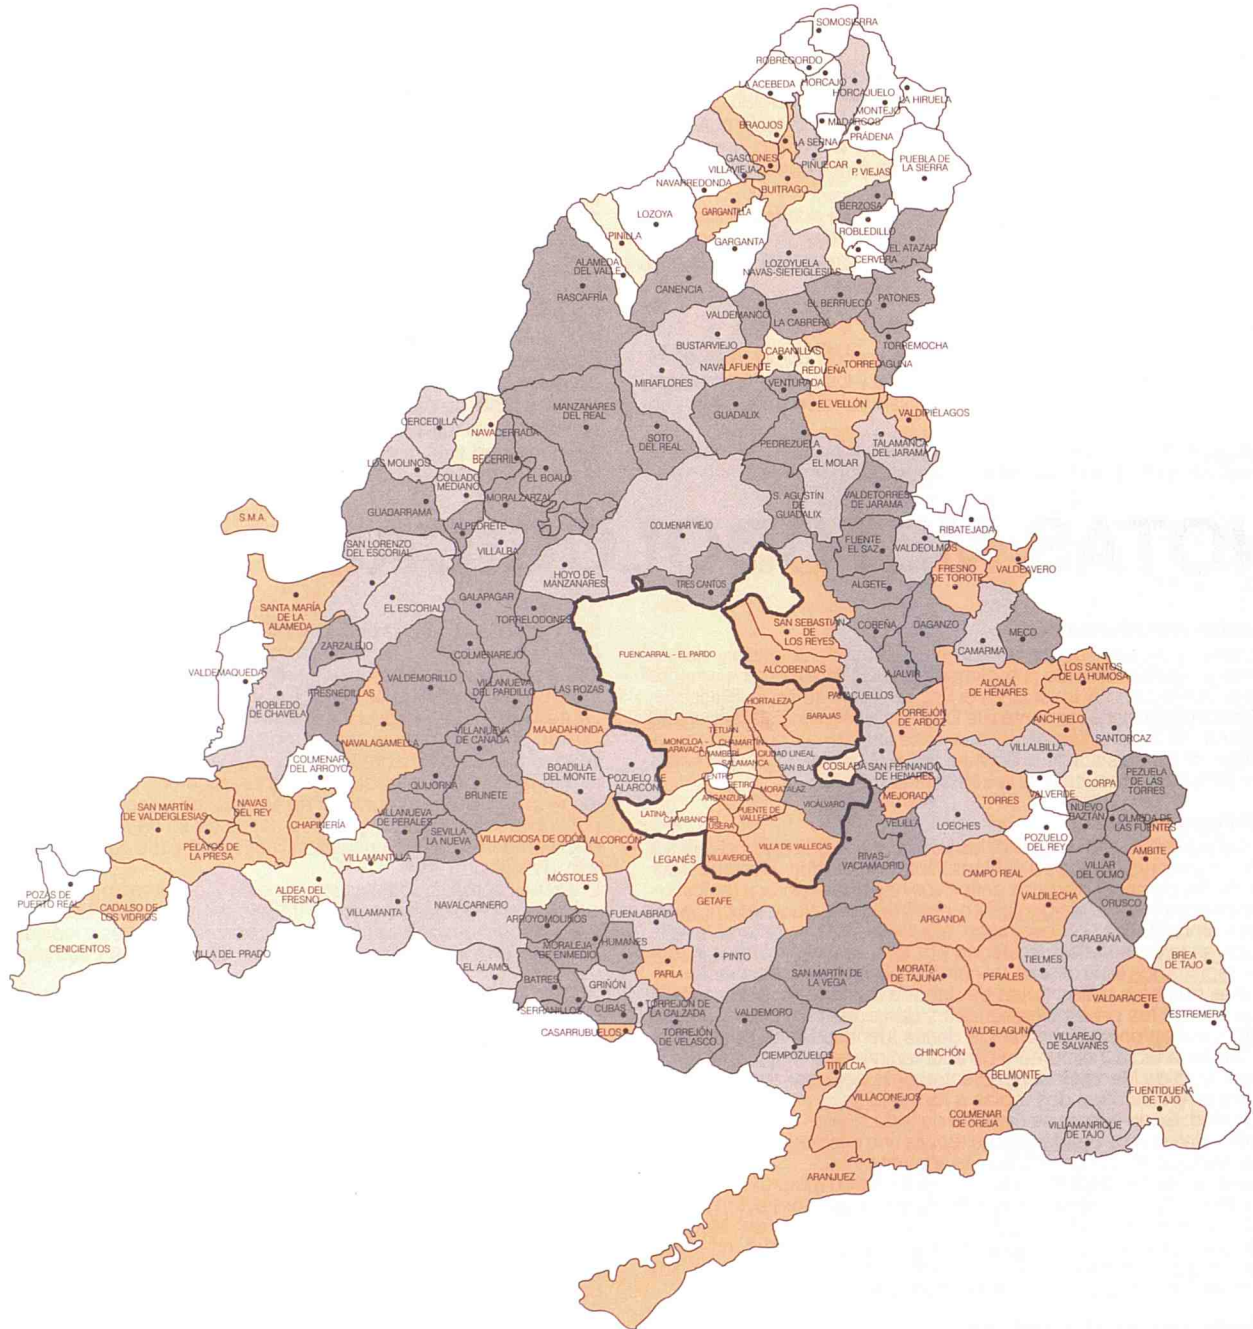 SOMOSIERRA
ROBREGORDO
HORCAJO
LA ACEBEDA
HORCAJUELO
LA HIRUELA
MONTEJO
MADARCOS
PRÁDENA
BRAOJOS
LA SERNA
PIÑUECAR
GASCONES
VILLAVIEJA
P. VIEJAS
PUEBLA DE
LA SIERRA
NAVARREDONDA
BUITRAGO
BERZOSA
GARGANTILLA
LOZOYA
ROBLEDILLO
PINILLA
GARGANTA
EL ATAZAR
CERVERA
ALAMEDA
DEL VALLE
LOZOYUELA
NAVAS-SIETEIGLESIAS
RASCAFRÍA
CANENCIA
EL BERRUECO
PATONES
VALDEMANCO
LA CABRERA
BUSTARVIEJO
TORREMOCHA
CABANILLAS
NAVALAFUENTE
REDUEÑA
TORRELAGUNA
MIRAFLORES
VENTURADA
MANZANARES
DEL REAL
GUADALIX
EL VELLÓN
VALDIPIÉLAGOS
CERCEDILLA
NAVACERRADA
SOTO
DEL REAL
PEDREZUELA
TALAMANCA
DEL JARAMA
BECERRIL
LOS MOLINOS
EL BOALO
EL MOLAR
COLLADO
MEDIANO
MORALZARZAL
S. AGUSTÍN
DE
GUADALIX
VALDETORRES
DE JARAMA
GUADARRAMA
S.M.A.
ALPEDRETE
COLMENAR VIEJO
RIBATEJADA
SAN LORENZO
DEL ESCORIAL
VILLALBA
FUENTE
EL SAZ
VALDEOLMOS
HOYO DE
MANZANARES
TRES CANTOS
FRESNO
DE TOROTE
VALDEAVERO
ALGETE
SANTA MARÍA
DE LA
ALAMEDA
EL ESCORIAL
GALAPAGAR
TORRELODONES
SAN SEBASTIÁN
DE
LOS REYES
COBEÑA
DAGANZO
MECO
ZARZALEJO
COLMENAREJO
FUENCARRAL - EL PARDO
CAMARMA
ALCOBENDAS
AJALVIR
LOS SANTOS
DE LA HUMOSA
VALDEMAQUEDA
VALDEMORILLO
VILLANUEVA
DEL PARDILLO
LAS ROZAS
ALCALÁ
DE HENARES
FRESNEDILLAS
ROBLEDO
DE CHAVELA
HORTALEZA
PARACUELLOS
BARAJAS
TORREJÓN
DE ARDOZ
ANCHUELO
MAJADAHONDA
VILLANUEVA
DE CAÑADA
NAVALAGAMELLA
TETUÁN
MONCLOA -
ARAVACA
CHAMARTÍN
SANTORCAZ
CHAMBERÍ
CIUDAD LINEAL
VILLALBILLA
COLMENAR
DEL ARROYO
BOADILLA
DEL MONTE
SALAMANCA
SAN BLAS
COSLADA
SAN FERNANDO
DE HENARES
POZUELO DE
ALARCÓN
CENTRO
RETIRO
MORATALAZ
CORPA
PEZUELA
DE LAS
TORRES
QUIJORNA
BRUNETE
ARGANZUELA
VICÁLVARO
MEJORADA
TORRES
VALVERDE
SAN MARTÍN
DE VALDEIGLESIAS
NAVAS
DEL REY
CHAPINERÍA
VILLANUEVA
DE PERALES
LATINA
CARABANCHEL
USERA
PUENTE DE
VALLECAS
VELILLA
LOECHES
NUEVO
BAZTÁN
OLMEDA DE
LAS FUENTES
SEVILLA
LA NUEVA
VILLAVICIOSA DE ODÓN
ALCORCÓN
POZUELO
DEL REY
PELAYOS DE
LA PRESA
VILLA DE VALLECAS
AMBITE
VILLAMANTILLA
LEGANÉS
VILLAVERDE
RIVAS-
VACIAMADRID
VILLAR
DEL OLMO
CAMPO REAL
POZAS DE
PUERTO REAL
ALDEA DEL
FRESNO
MÓSTOLES
CADALSO DE
LOS VIDRIOS
GETAFE
VALDILECHA
ORUSCO
VILLAMANTA
NAVALCARNERO
ARGANDA
FUENLABRADA
ARROYOMOLINOS
CENICIENTOS
VILLA DEL PRADO
MORALEJA
DE ENMEDIO
HUMANES
CARABAÑA
PINTO
TIELMES
BREA
DE TAJO
EL ÁLAMO
PARLA
SAN MARTÍN DE
LA VEGA
MORATA
DE TAJUÑA
PERALES
BATRES
GRIÑÓN
SERRANILLOS
CUBAS
TORREJÓN DE
LA CALZADA
VALDARACETE
ESTREMERA
VALDEMORO
CASARRUBUELOS
TORREJÓN
DE VELASCO
VALDELAGUNA
VILLAREJO
DE SALVANÉS
CIEMPOZUELOS
CHINCHÓN
TITULCIA
BELMONTE
FUENTIDUEÑA
DE TAJO
VILLACONEJOS
COLMENAR
DE OREJA
VILLAMANRIQUE
DE TAJO
ARANJUEZ